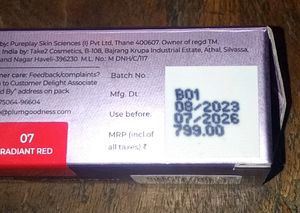 by: Pureplay Skin Sciences (I) Pvt Ltd, Thane 400607. Owner of regd TM,
India by: Take2 Cosmetics, B-108, Bajrang Krupa Industrial Estate, Athal, Silvassa,
and Nagar Haveli-396230 M.L. No.: M DNH/C/117
mer care: Feedback/complaints?
to Customer Delight Associate
d By" address on pack
75064-96604
@plumgoodness.com
07
RADIANT RED
Batch No.
Mfg. Dt:
Use before
MRP (incl.of
all taxes) ₹
B01
08/2023
07/2026
799.00